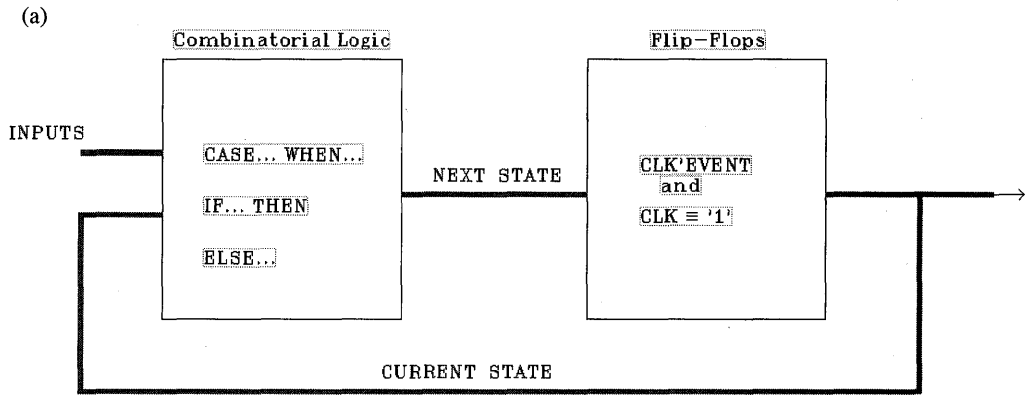 (a)
Combinatorial Logic
Flip-Flops
INPUTS
CASE... WHEN...
IF... THEN
ELSE...
NEXT STATE
CLK'EVENT
and
CLK ≡ '1'
CURRENT STATE